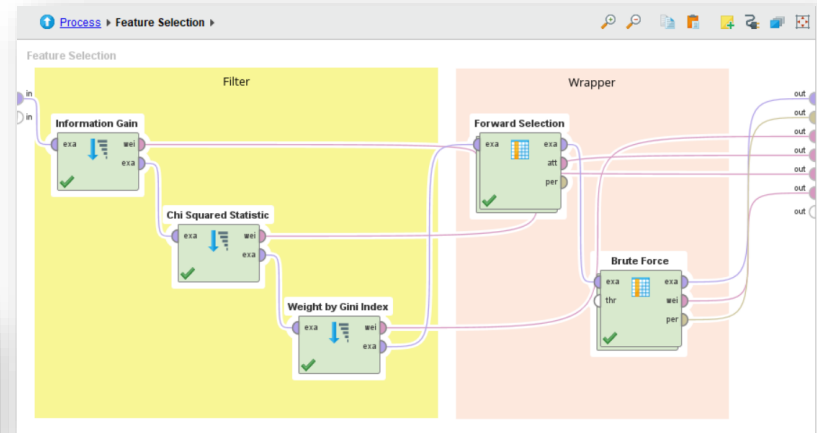 Process ▸ Feature Selection ▸
Feature Selection
Filter
Wrapper
in
in
Information Gain
exa
wei
exa
Chi Squared Statistic
exa
wei
exa
Weight by Gini Index
exa
wei
exa
Forward Selection
exa
exa
att
per
Brute Force
exa
exa
thr
wei
per
out
out
out
out
out
out
out